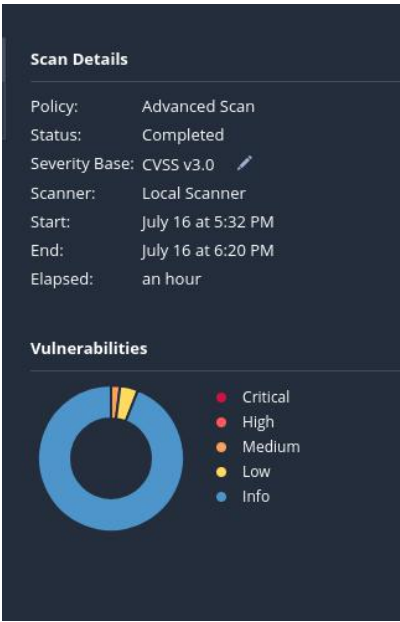 Scan Details
Policy: Advanced Scan
Status: Completed
Severity Base: CVSS v3.0
Scanner: Local Scanner
Start: July 16 at 5:32 PM
End: July 16 at 6:20 PM
Elapsed: an hour
Vulnerabilities
Critical
High
Medium
Low
Info